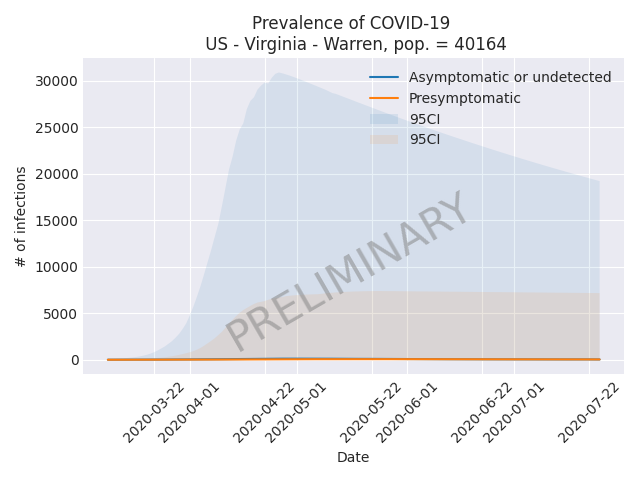 Prevalence of COVID-19
US - Virginia - Warren, pop. = 40164
Asymptomatic or undetected
Presymptomatic
95CI
95CI
# of infections
30000
25000
20000
15000
10000
5000
0
PRELIMINARY
2020-03-22
2020-04-01
2020-04-22
2020-05-01
2020-05-22
2020-06-01
2020-06-22
2020-07-01
2020-07-22
Date